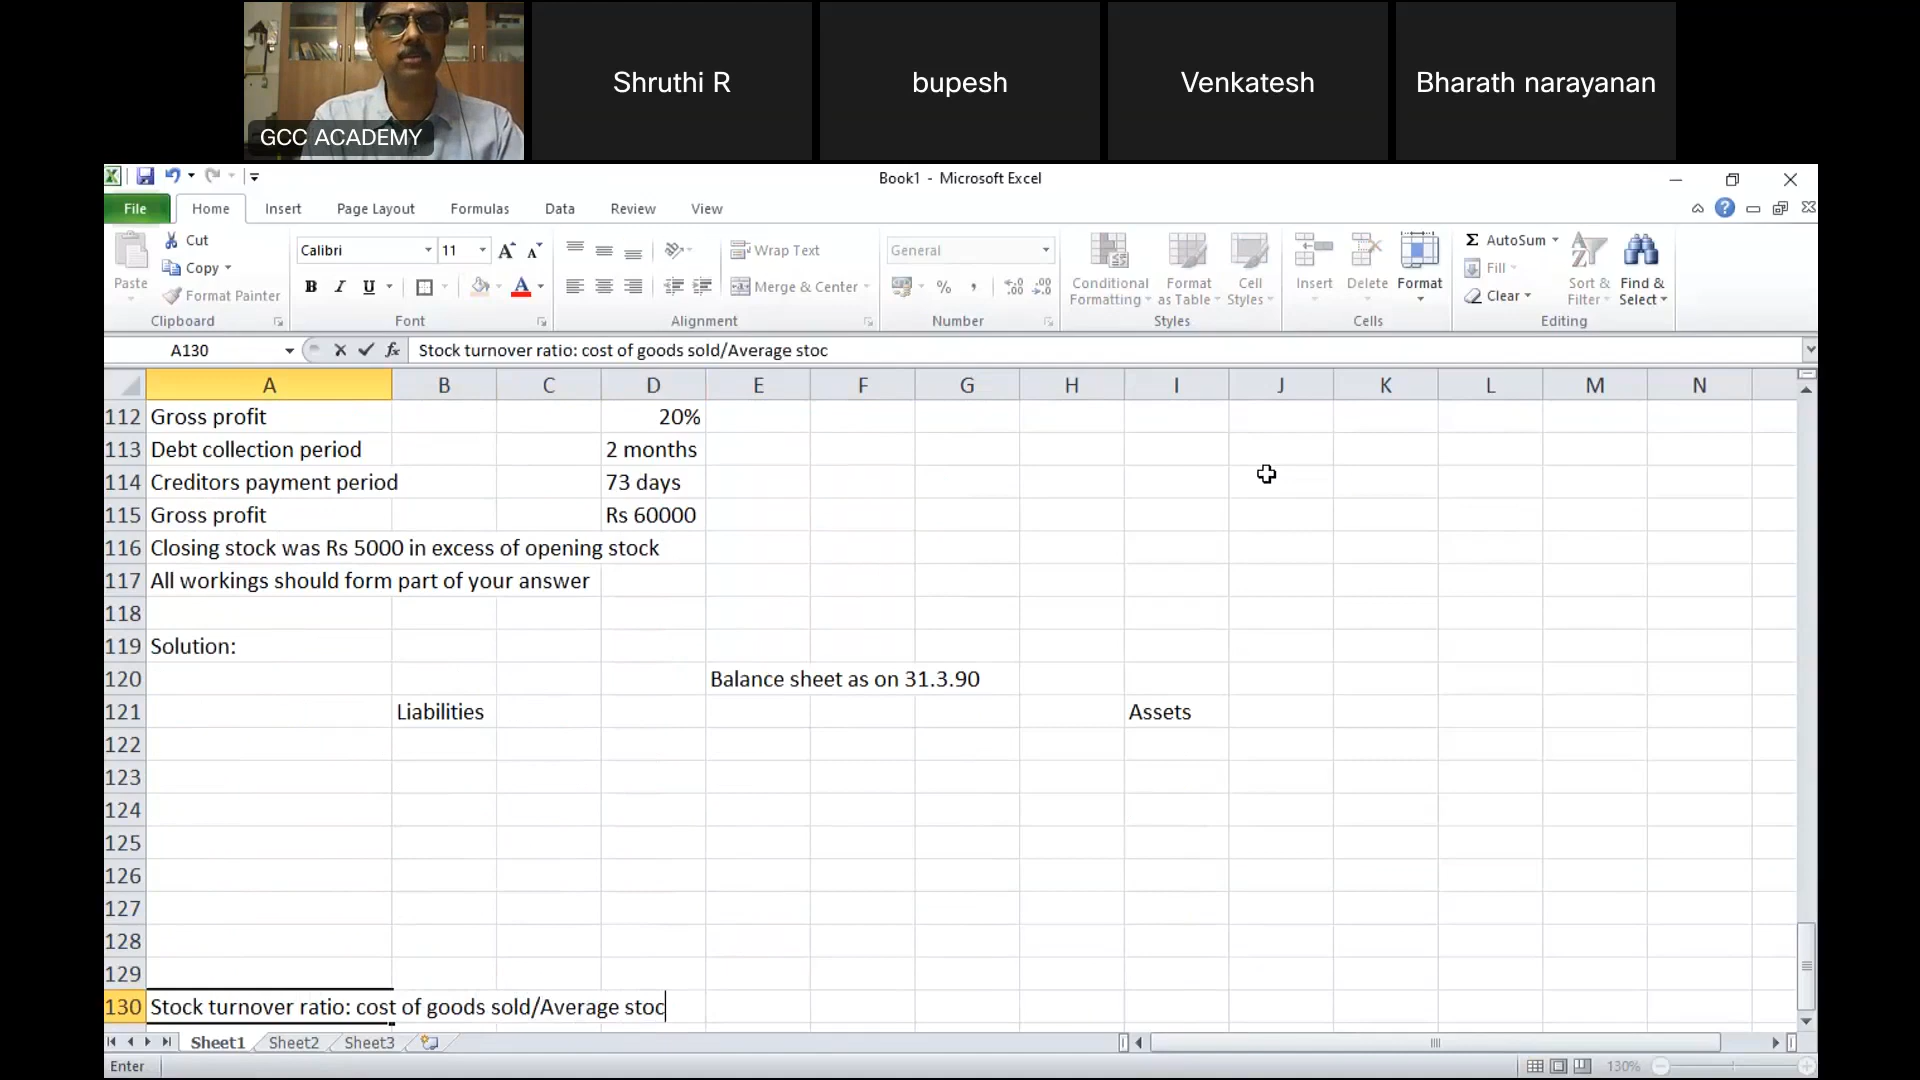 Shruthi R
bupesh
Venkatesh
Bharath narayanan
GCC ACADEMY
Book1 - Microsoft Excel
File Home Insert Page Layout Formulas Data Review View
Paste
Cut
Copy
Format Painter
Clipboard
Calibri 11
B I U A
Font
Wrap Text
Merge & Center
Alignment
General
%
Number
Conditional Formatting
Format as Table
Cell Styles
Styles
Insert Delete Format
Cells
Σ AutoSum
Fill
Clear
Sort & Filter
Find & Select
Editing
A130 fx Stock turnover ratio: cost of goods sold/Average stoc
A B C D E F G H I J K L M N
112 Gross profit 20%
113 Debt collection period 2 months
114 Creditors payment period 73 days
115 Gross profit Rs 60000
116 Closing stock was Rs 5000 in excess of opening stock
117 All workings should form part of your answer
118
119 Solution:
120 Balance sheet as on 31.3.90
121 Liabilities Assets
122
123
124
125
126
127
128
129
130 Stock turnover ratio: cost of goods sold/Average stoc
Sheet1 Sheet2 Sheet3
Enter 130%